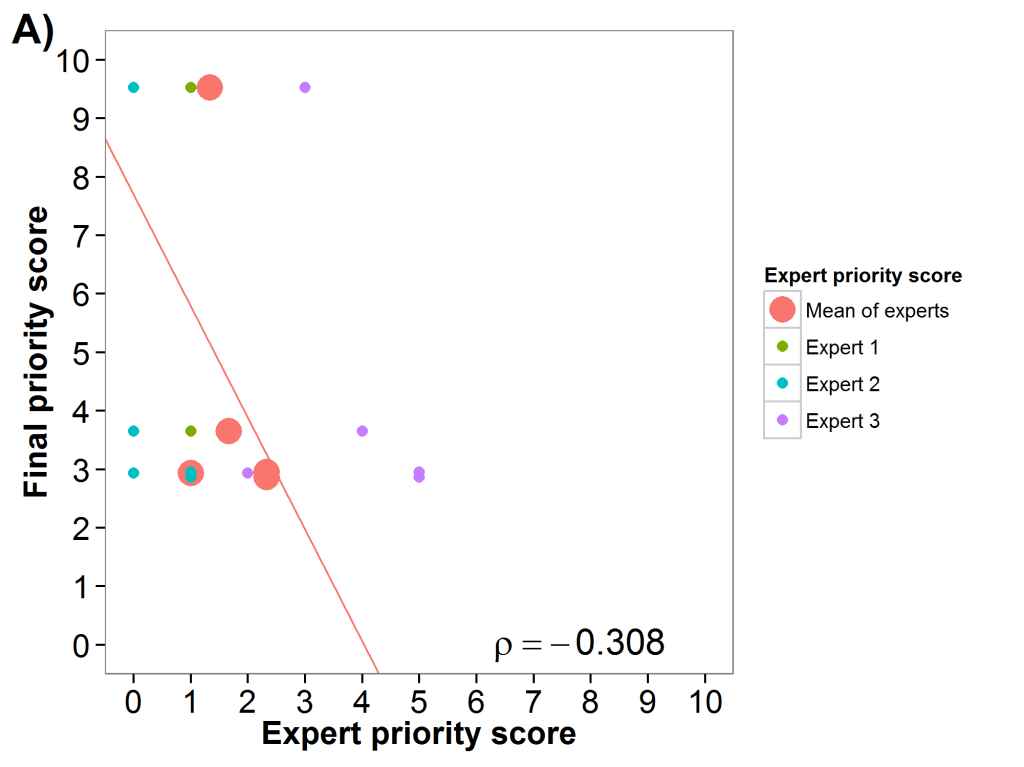 A)
10
9
8
7
6
5
4
3
2
1
0
Final priority score
ρ = −0.308
0 1 2 3 4 5 6 7 8 9 10
Expert priority score
Expert priority score
Mean of experts
Expert 1
Expert 2
Expert 3